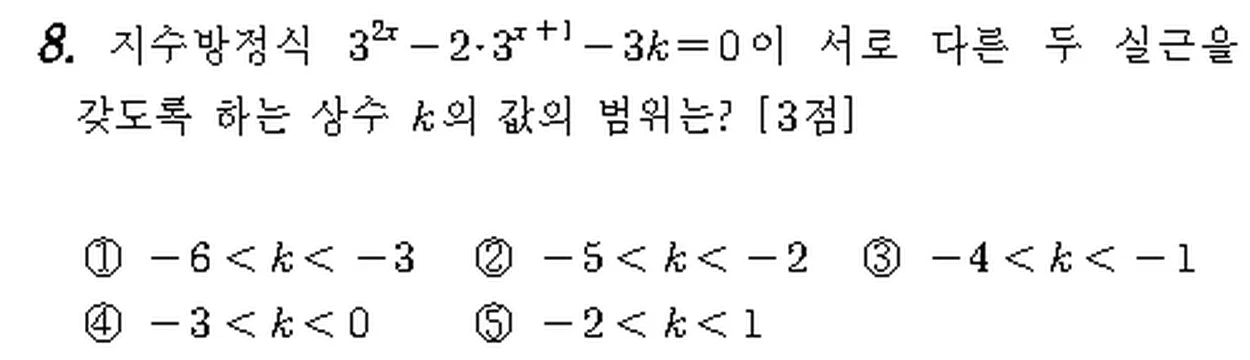 8. 지수방정식 3^{2x} − 2·3^{x+1} − 3k = 0이 서로 다른 두 실근을
갖도록 하는 상수 k의 값의 범위는? [3점]
① −6 < k < −3 ② −5 < k < −2 ③ −4 < k < −1
④ −3 < k < 0 ⑤ −2 < k < 1